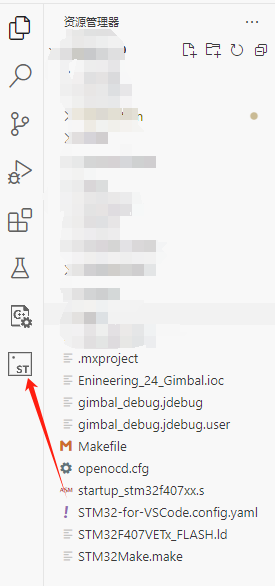 资源管理器
.mxproject
Enineering_24_Gimbal.ioc
gimbal_debug.jdebug
gimbal_debug.jdebug.user
M Makefile
openocd.cfg
ASM startup_stm32f407xx.s
! STM32-for-VSCode.config.yaml
STM32F407VETx_FLASH.ld
STM32Make.make
ST